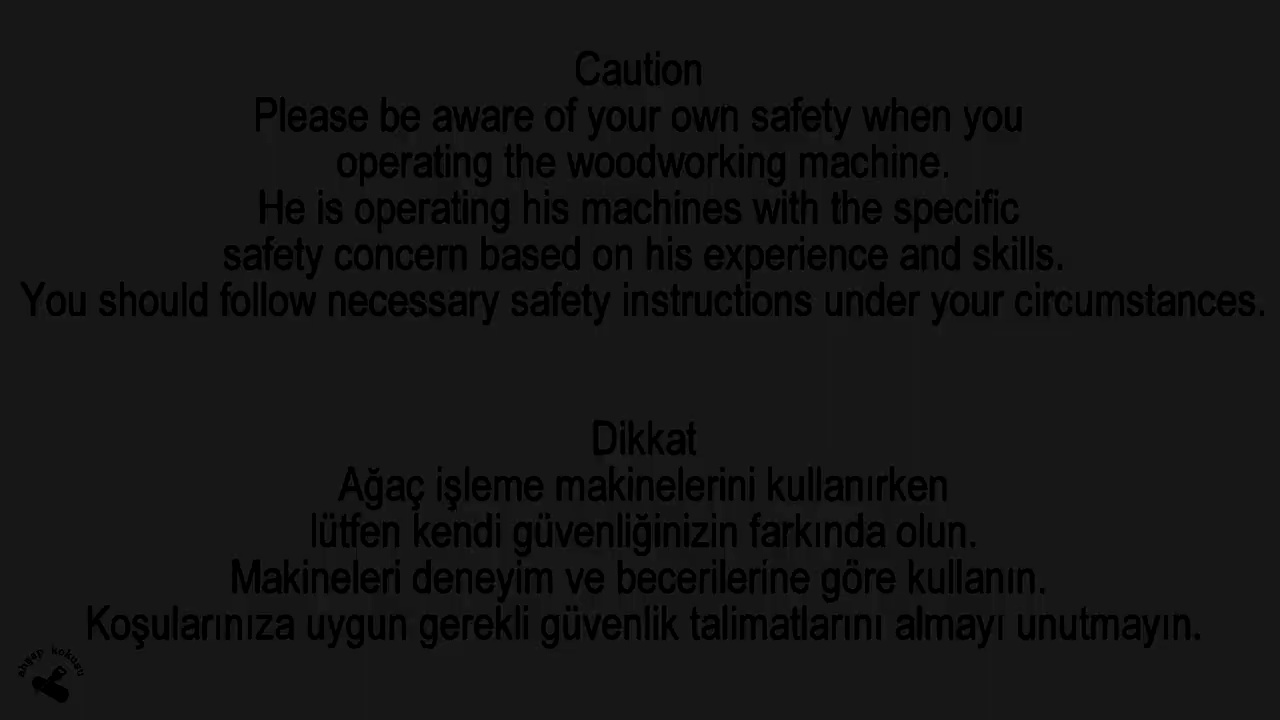 Caution
Please be aware of your own safety when you
operating the woodworking machine.
He is operating his machines with the specific
safety concern based on his experience and skills.
You should follow necessary safety instructions under your circumstances.
Dikkat
Ağaç işleme makinelerini kullanırken
lütfen kendi güvenliğinizin farkında olun.
Makineleri deneyim ve becerilerine göre kullanın.
Koşularınıza uygun gerekli güvenlik talimatlarını almayı unutmayın.
ahşap kokusu